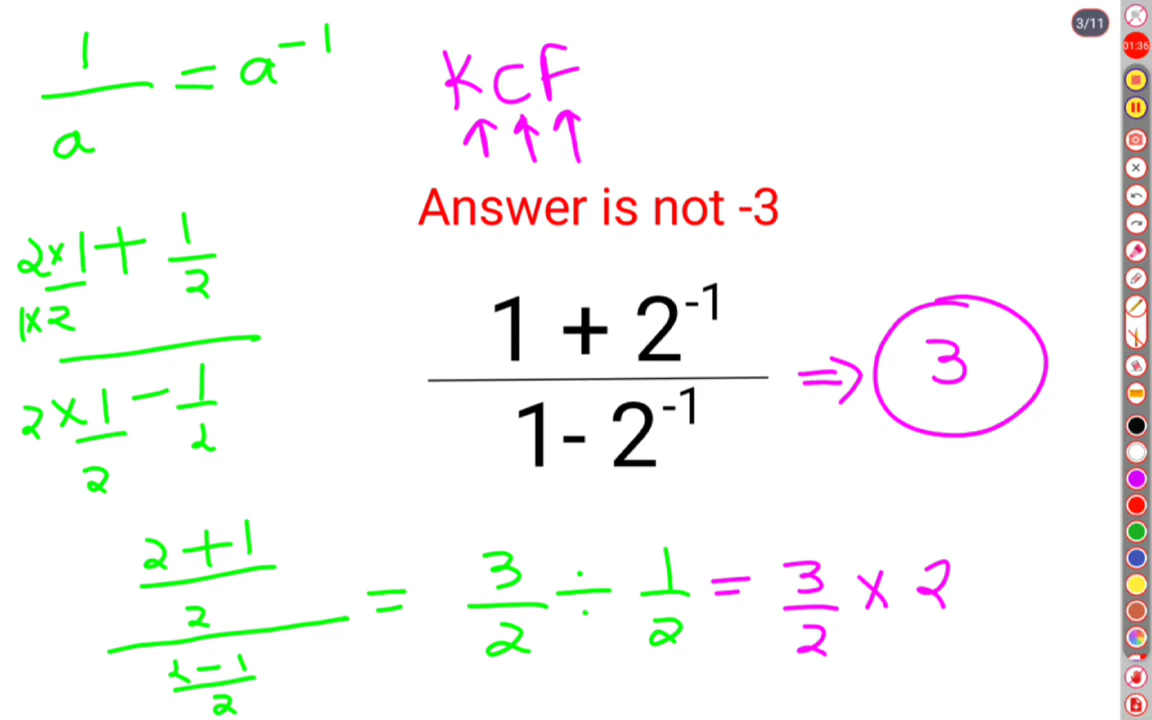 3/11
01:36
1/a = a⁻¹
KCF
↑↑↑
Answer is not -3
2×1/1×2 + 1/2
2×1/2 - 1/2
1 + 2⁻¹
1- 2⁻¹
⇒ 3
2+1/2
2-1/2
= 3/2 ÷ 1/2 = 3/2 × 2